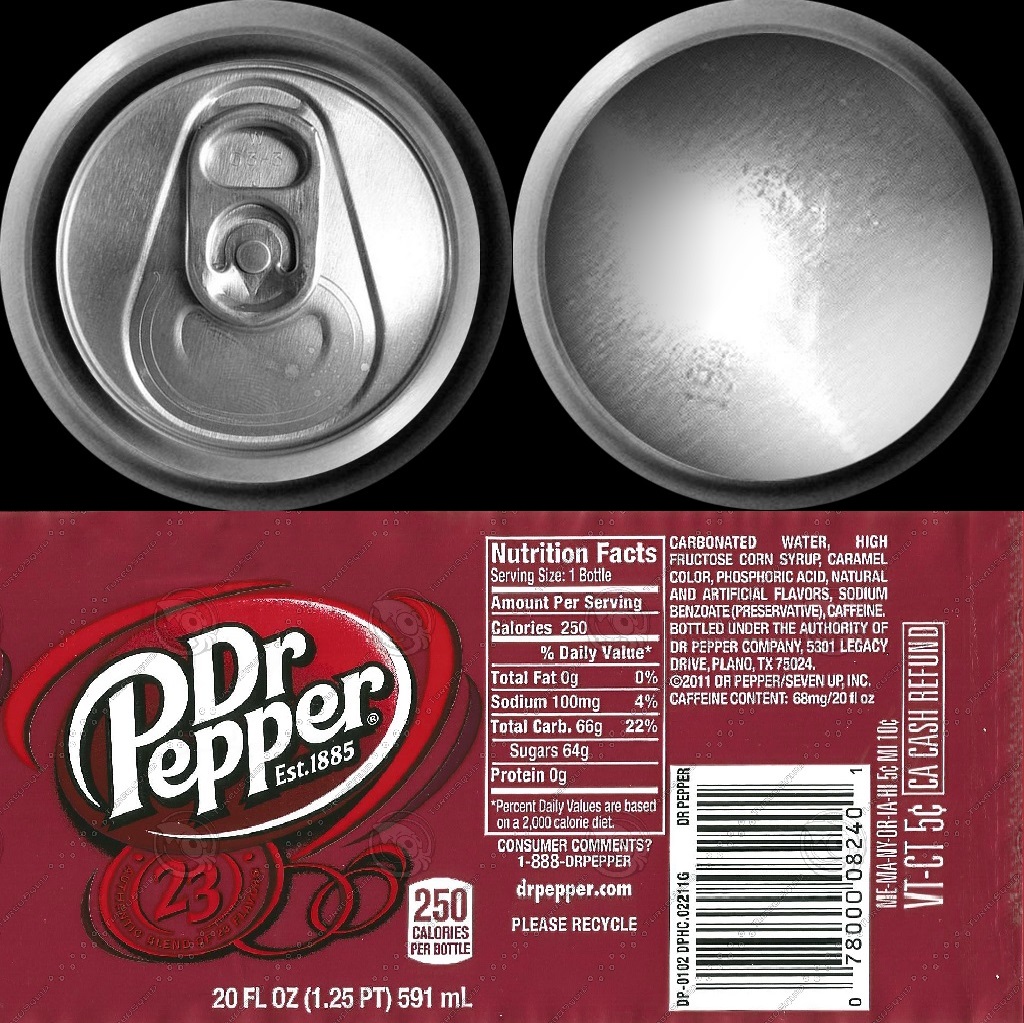 Dr
Pepper®
Est.1885
23
250
CALORIES
PER BOTTLE
20 FL OZ (1.25 PT) 591 mL
Nutrition Facts
Serving Size: 1 Bottle
Amount Per Serving
Calories 250
% Daily Value*
Total Fat 0g 0%
Sodium 100mg 4%
Total Carb. 66g 22%
Sugars 64g
Protein 0g
*Percent Daily Values are based
on a 2,000 calorie diet.
CONSUMER COMMENTS?
1-888-DRPEPPER
drpepper.com
PLEASE RECYCLE
CARBONATED WATER, HIGH
FRUCTOSE CORN SYRUP, CARAMEL
COLOR, PHOSPHORIC ACID, NATURAL
AND ARTIFICIAL FLAVORS, SODIUM
BENZOATE (PRESERVATIVE), CAFFEINE.
BOTTLED UNDER THE AUTHORITY OF
DR PEPPER COMPANY, 5301 LEGACY
DRIVE, PLANO, TX 75024.
©2011 DR PEPPER/SEVEN UP, INC.
CAFFEINE CONTENT: 68mg/20 fl oz
DP-0102 DPHC.02211G DR PEPPER
0 78000 08240 1
ME-MA-NY-OR-IA-HI 5¢ MI 10¢
VT-CT 5¢ CA CASH REFUND